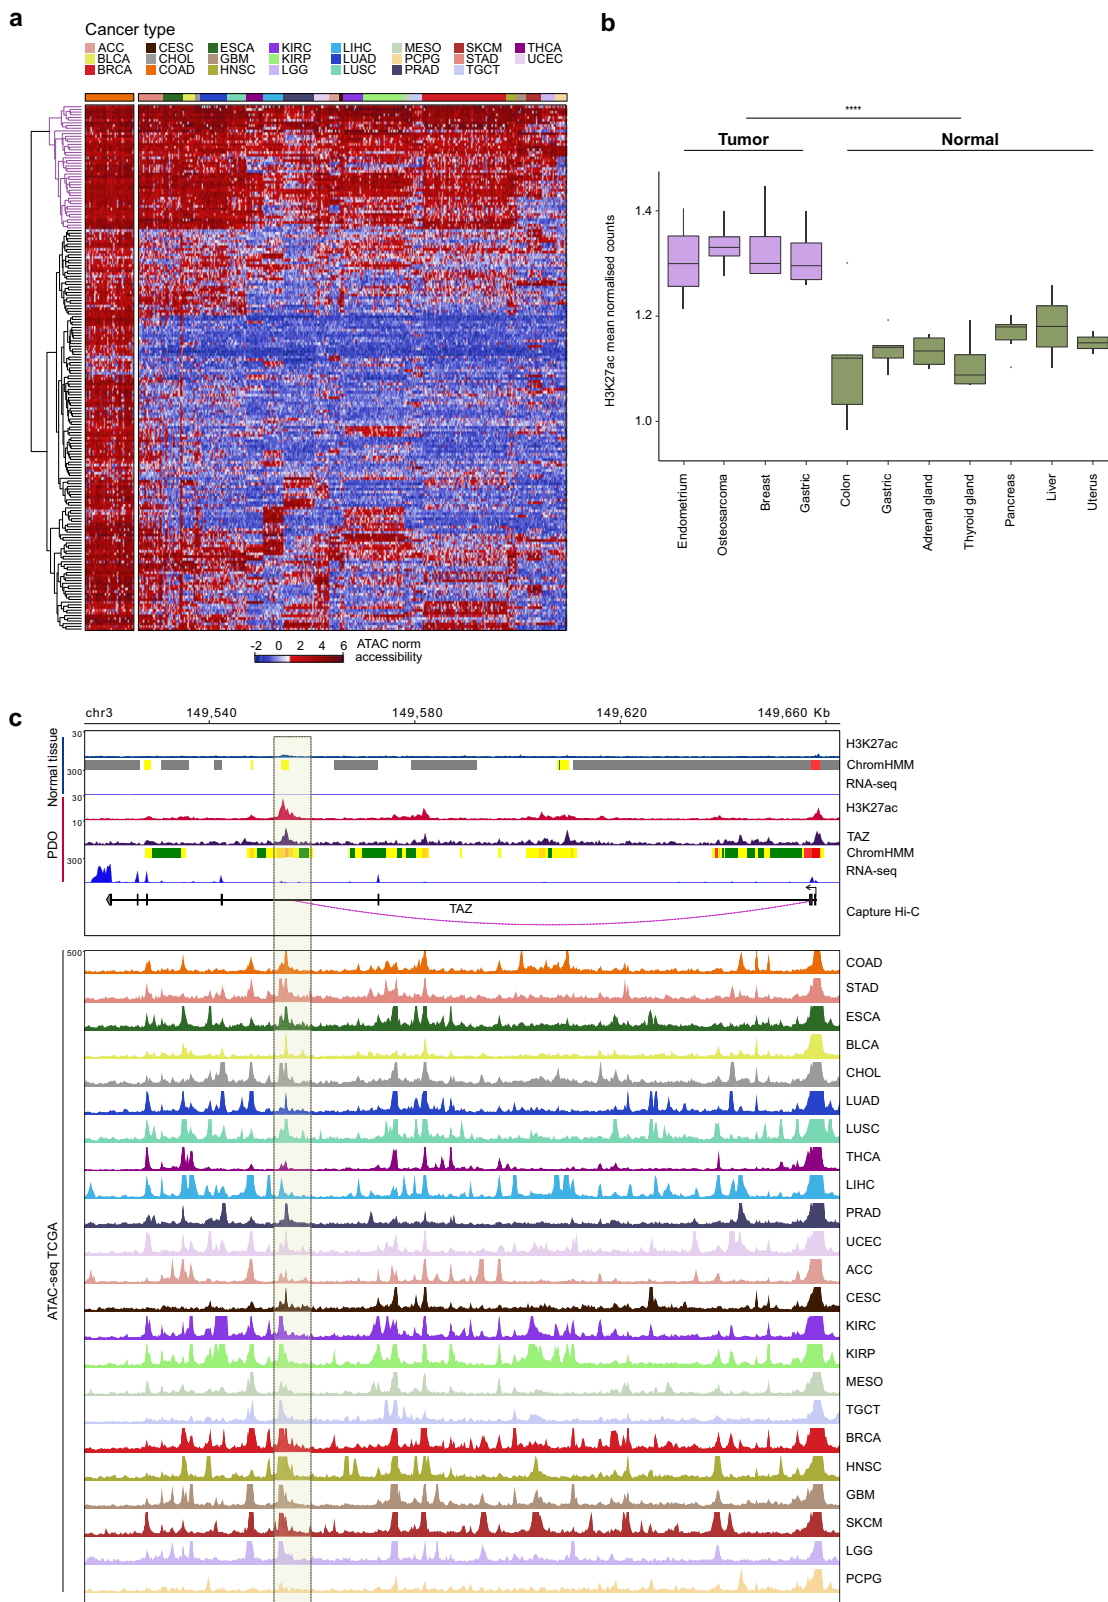 a
Cancer type
ACC CESC ESCA KIRC LIHC MESO SKCM THCA
BLCA CHOL GBM KIRP LUAD PCPG STAD UCEC
BRCA COAD HNSC LGG LUSC PRAD TGCT
-2 0 2 4 6 ATAC norm
accessibility
b
****
Tumor Normal
H3K27ac mean normalised counts
1.4
1.2
1.0
Endometrium
Osteosarcoma
Breast
Gastric
Colon
Gastric
Adrenal gland
Thyroid gland
Pancreas
Liver
Uterus
c
chr3 149,540 149,580 149,620 149,660 Kb
Normal tissue
30
H3K27ac
ChromHMM
300
RNA-seq
PDO
30
H3K27ac
10
TAZ
ChromHMM
300
RNA-seq
TAZ
Capture Hi-C
ATAC-seq TCGA
500
COAD
STAD
ESCA
BLCA
CHOL
LUAD
LUSC
THCA
LIHC
PRAD
UCEC
ACC
CESC
KIRC
KIRP
MESO
TGCT
BRCA
HNSC
GBM
SKCM
LGG
PCPG